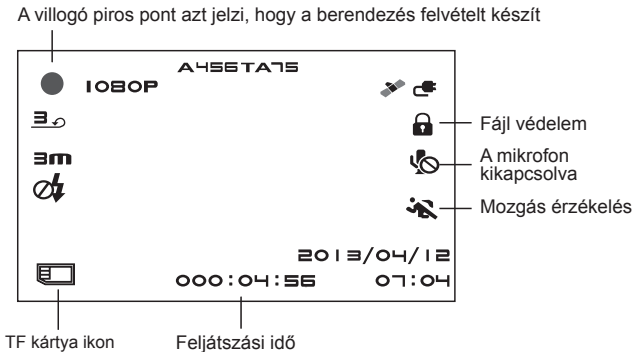 A villogó piros pont azt jelzi, hogy a berendezés felvételt készít
A456TA75
1080P
3
Fájl védelem
3m
A mikrofon
kikapcsolva
Mozgás érzékelés
2013/04/12
000:04:56
07:04
TF kártya ikon
Feljátszási idő